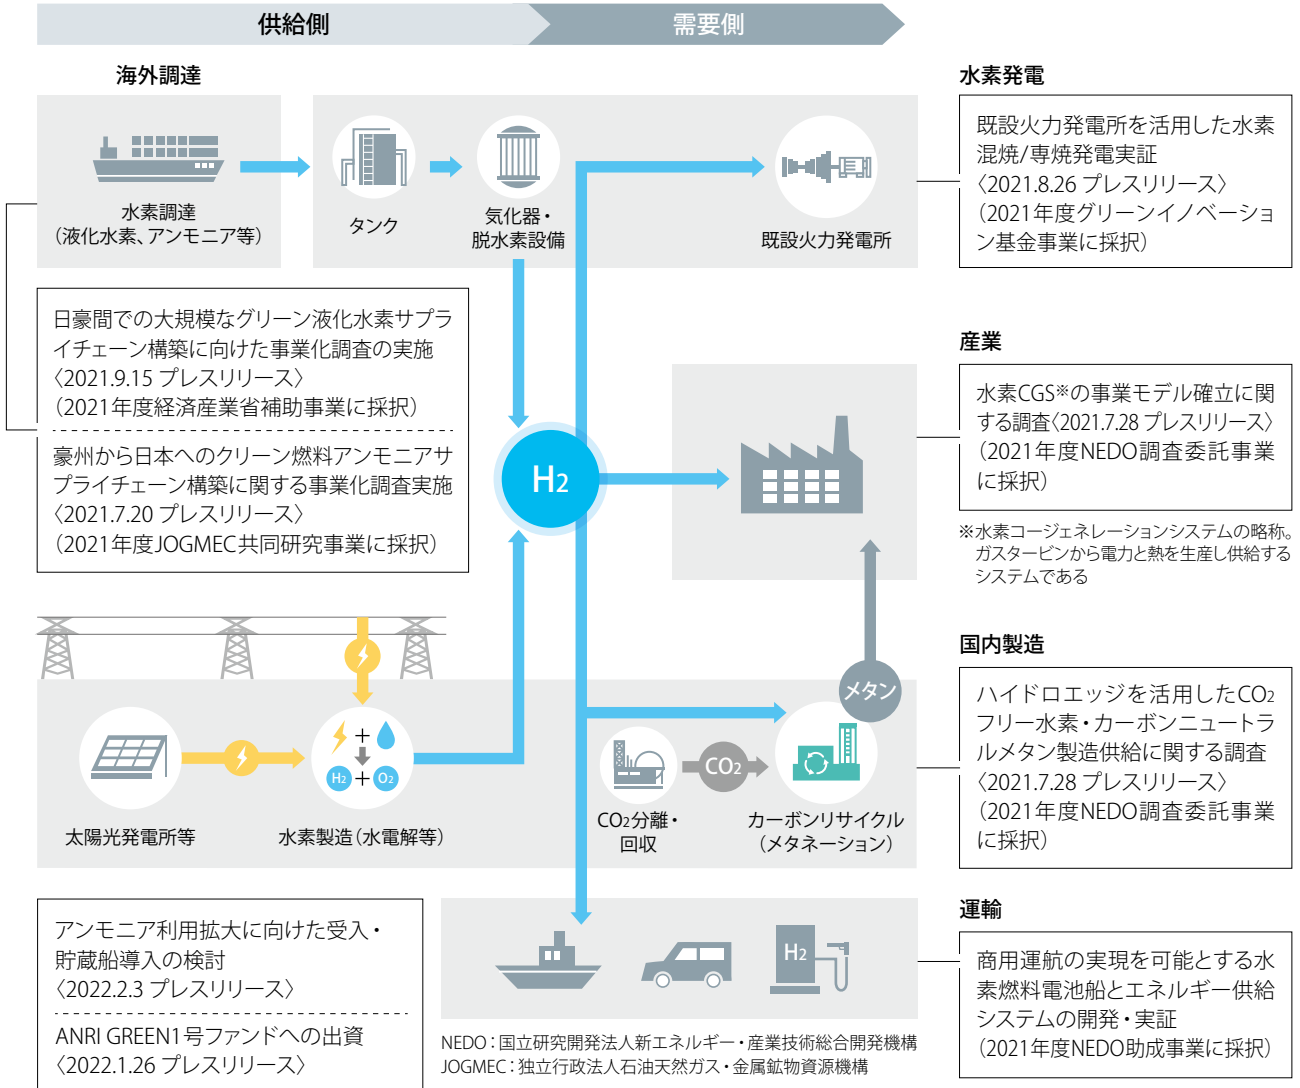 供給側
需要側
海外調達
水素調達
（液化水素、アンモニア等）
タンク
気化器・
脱水素設備
既設火力発電所
水素発電
既設火力発電所を活用した水素
混焼/専焼発電実証
〈2021.8.26 プレスリリース〉
（2021年度グリーンイノベーショ
ン基金事業に採択）
日豪間での大規模なグリーン液化水素サプラ
イチェーン構築に向けた事業化調査の実施
〈2021.9.15 プレスリリース〉
（2021年度経済産業省補助事業に採択）
豪州から日本へのクリーン燃料アンモニアサ
プライチェーン構築に関する事業化調査実施
〈2021.7.20 プレスリリース〉
（2021年度JOGMEC共同研究事業に採択）
H2
産業
水素CGS※の事業モデル確立に関
する調査〈2021.7.28 プレスリリース〉
（2021年度NEDO調査委託事業
に採択）
※水素コージェネレーションシステムの略称。
ガスタービンから電力と熱を生産し供給する
システムである
太陽光発電所等
+
H2 + O2
水素製造（水電解等）
CO2
CO2分離・
回収
メタン
カーボンリサイクル
（メタネーション）
国内製造
ハイドロエッジを活用したCO2
フリー水素・カーボンニュートラ
ルメタン製造供給に関する調査
〈2021.7.28 プレスリリース〉
（2021年度NEDO調査委託事業
に採択）
アンモニア利用拡大に向けた受入・
貯蔵船導入の検討
〈2022.2.3 プレスリリース〉
ANRI GREEN1号ファンドへの出資
〈2022.1.26 プレスリリース〉
H2
運輸
商用運航の実現を可能とする水
素燃料電池船とエネルギー供給
システムの開発・実証
（2021年度NEDO助成事業に採択）
NEDO：国立研究開発法人新エネルギー・産業技術総合開発機構
JOGMEC：独立行政法人石油天然ガス・金属鉱物資源機構